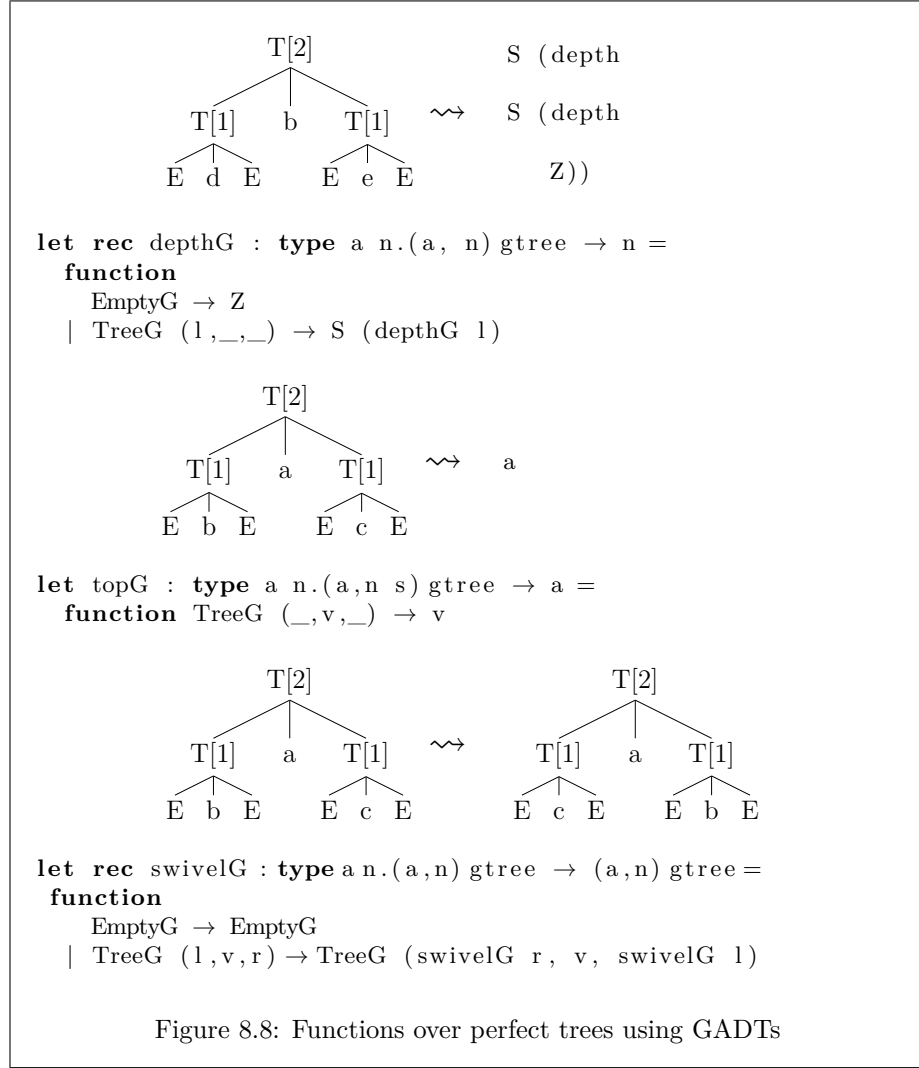 T[2] S (depth
T[1] b T[1] ⇝ S (depth
E d E E e E Z))
let rec depthG : type a n.(a, n) gtree → n =
function
EmptyG → Z
| TreeG (l,_,_) → S (depthG l)
T[2]
T[1] a T[1] ⇝ a
E b E E c E
let topG : type a n.(a,n s) gtree → a =
function TreeG (_,v,_) → v
T[2] T[2]
T[1] a T[1] ⇝ T[1] a T[1]
E b E E c E E c E E b E
let rec swivelG : type a n.(a,n) gtree → (a,n) gtree =
function
EmptyG → EmptyG
| TreeG (l,v,r) → TreeG (swivelG r, v, swivelG l)
Figure 8.8: Functions over perfect trees using GADTs